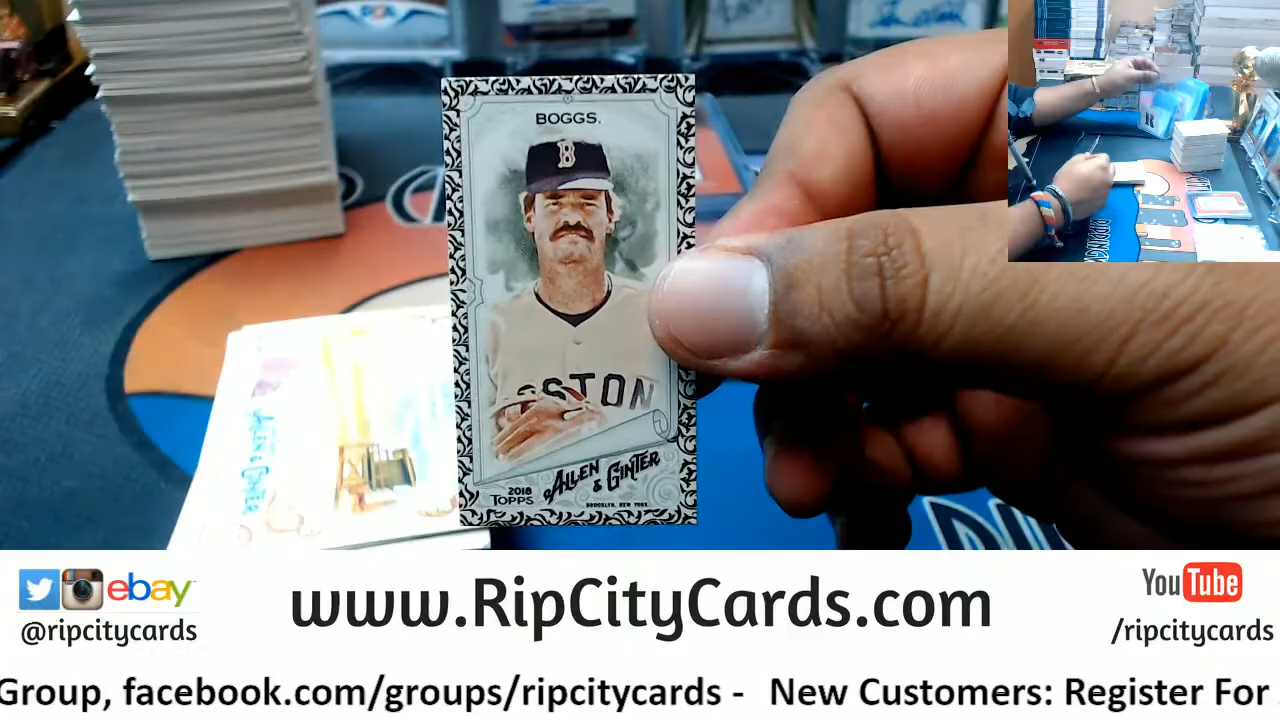 BOGGS.
B
BOSTON
2018
TOPPS
ALLEN
& GINTER
BROOKLYN, NEW YORK
ebay
@ripcitycards
www.RipCityCards.com
You Tube
/ripcitycards
Group, facebook.com/groups/ripcitycards - New Customers: Register For